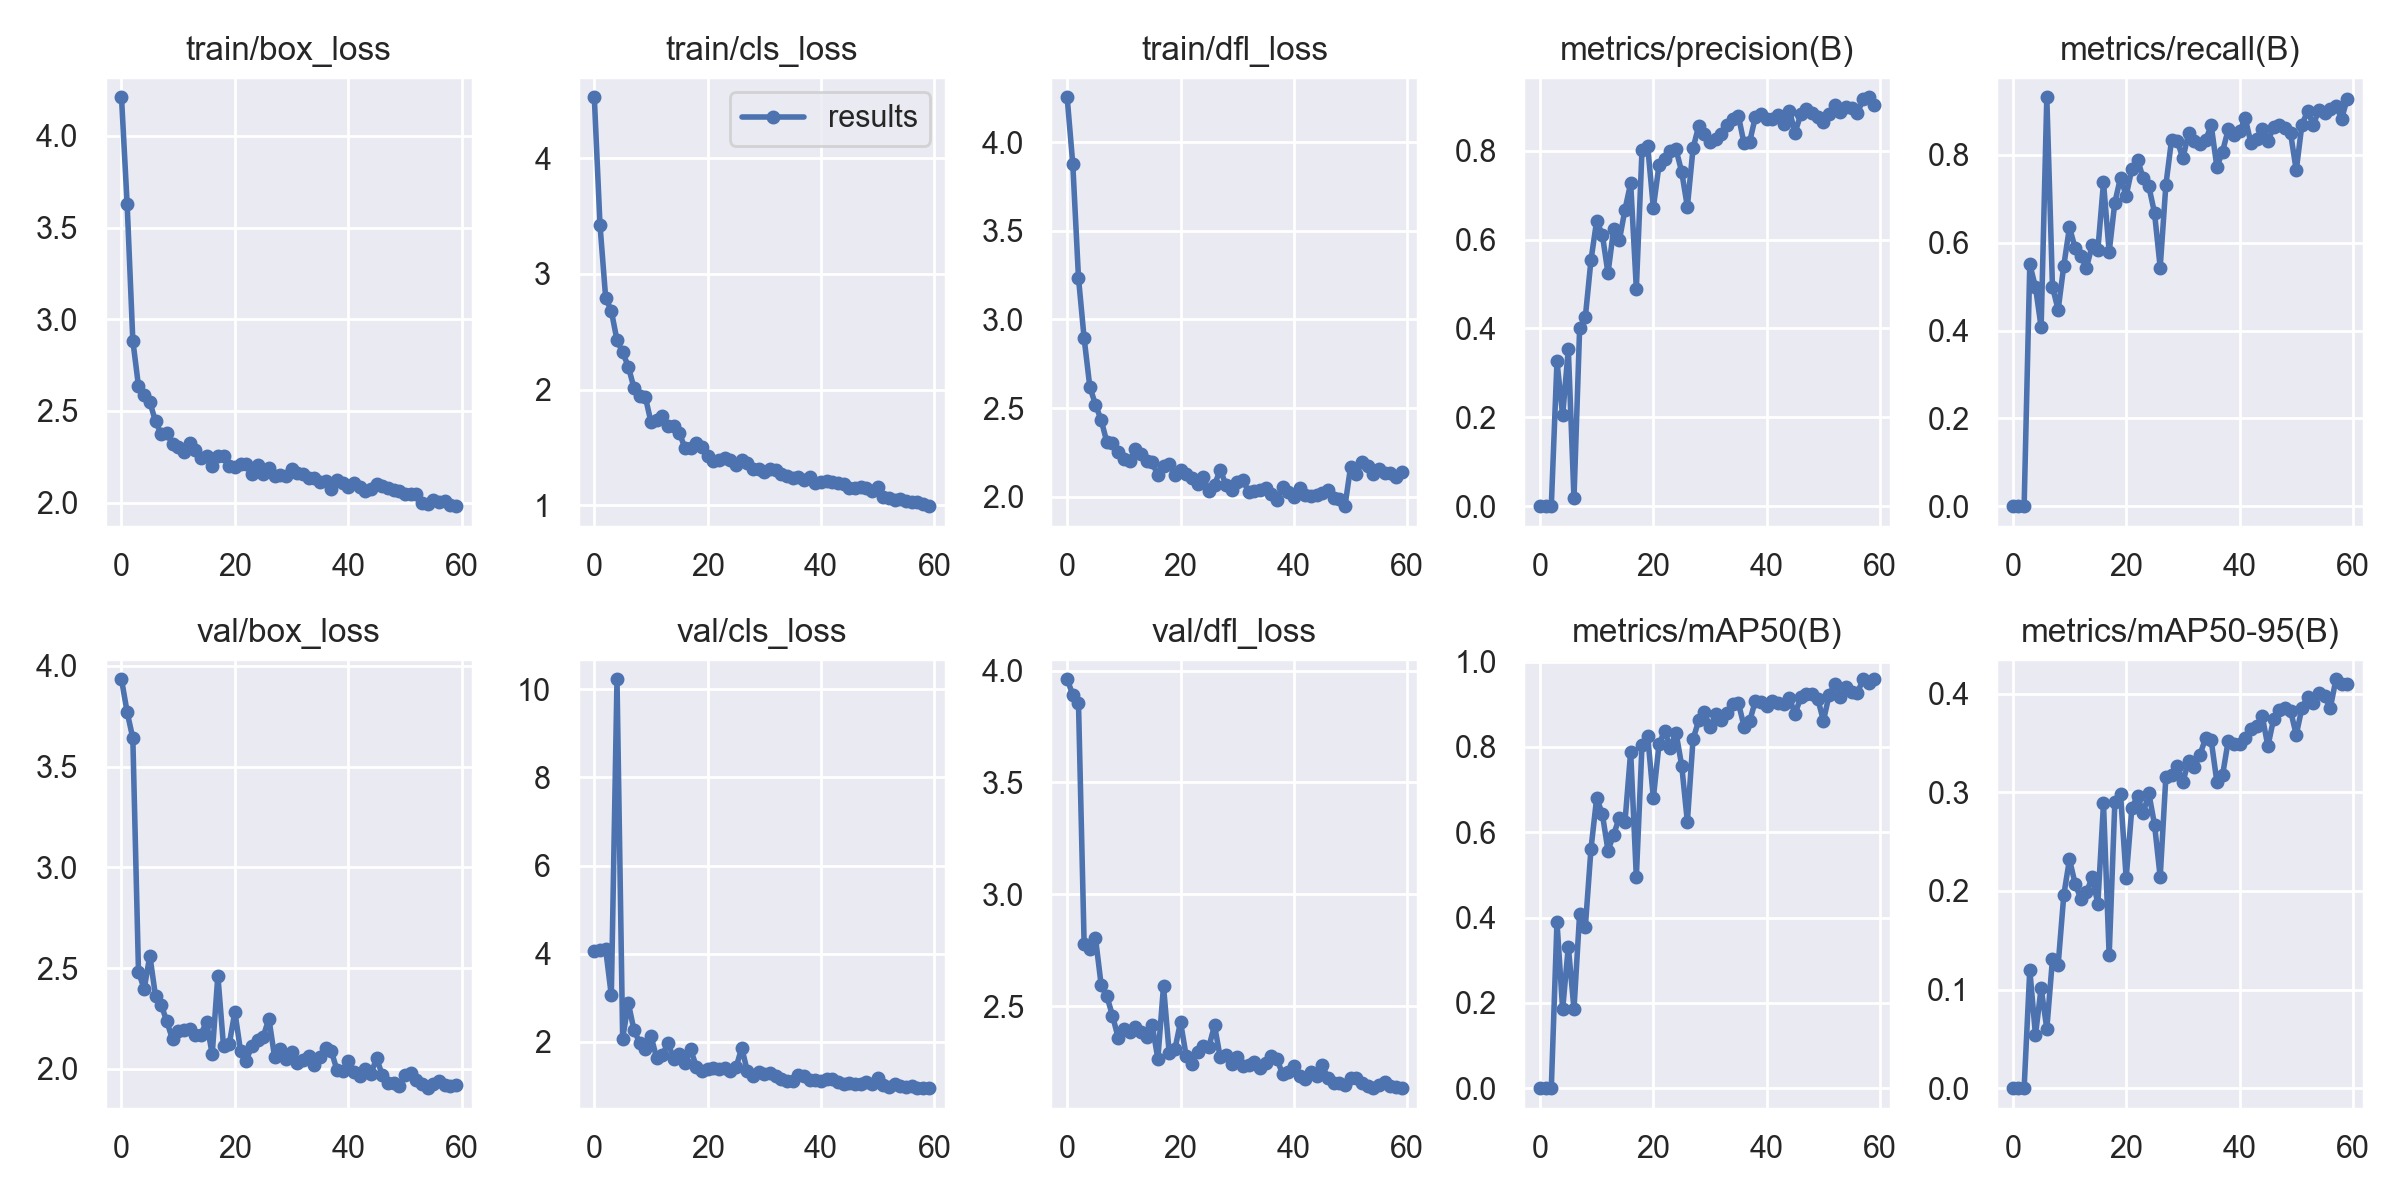 train/box_loss
4.0
3.5
3.0
2.5
2.0
0 20 40 60
train/cls_loss
results
4
3
2
1
0 20 40 60
train/dfl_loss
4.0
3.5
3.0
2.5
2.0
0 20 40 60
metrics/precision(B)
0.8
0.6
0.4
0.2
0.0
0 20 40 60
metrics/recall(B)
0.8
0.6
0.4
0.2
0.0
0 20 40 60
val/box_loss
4.0
3.5
3.0
2.5
2.0
0 20 40 60
val/cls_loss
10
8
6
4
2
0 20 40 60
val/dfl_loss
4.0
3.5
3.0
2.5
0 20 40 60
metrics/mAP50(B)
1.0
0.8
0.6
0.4
0.2
0.0
0 20 40 60
metrics/mAP50-95(B)
0.4
0.3
0.2
0.1
0.0
0 20 40 60